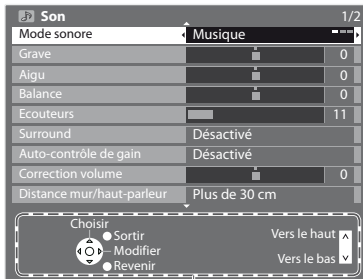 Son 1/2
Mode sonore Musique
Grave 0
Aigu 0
Balance 0
Ecouteurs 11
Surround Désactivé
Auto-contrôle de gain Désactivé
Correction volume 0
Distance mur/haut-parleur Plus de 30 cm
Choisir
Sortir
Modifier
Revenir
Vers le haut
Vers le bas